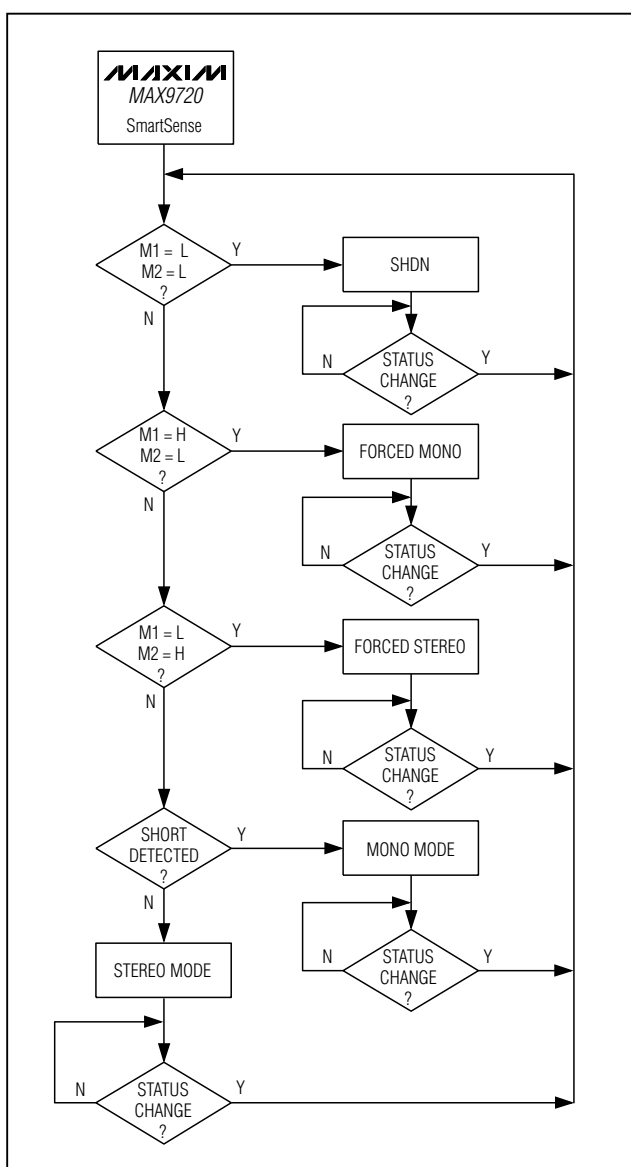 MAXIM
MAX9720
SmartSense
M1 = L
M2 = L
?
Y
N
SHDN
STATUS
CHANGE
?
N
Y
M1 = H
M2 = L
?
Y
N
FORCED MONO
STATUS
CHANGE
?
N
Y
M1 = L
M2 = H
?
Y
N
FORCED STEREO
STATUS
CHANGE
?
N
Y
SHORT
DETECTED
?
Y
N
MONO MODE
STATUS
CHANGE
?
N
Y
STEREO MODE
STATUS
CHANGE
?
N
Y